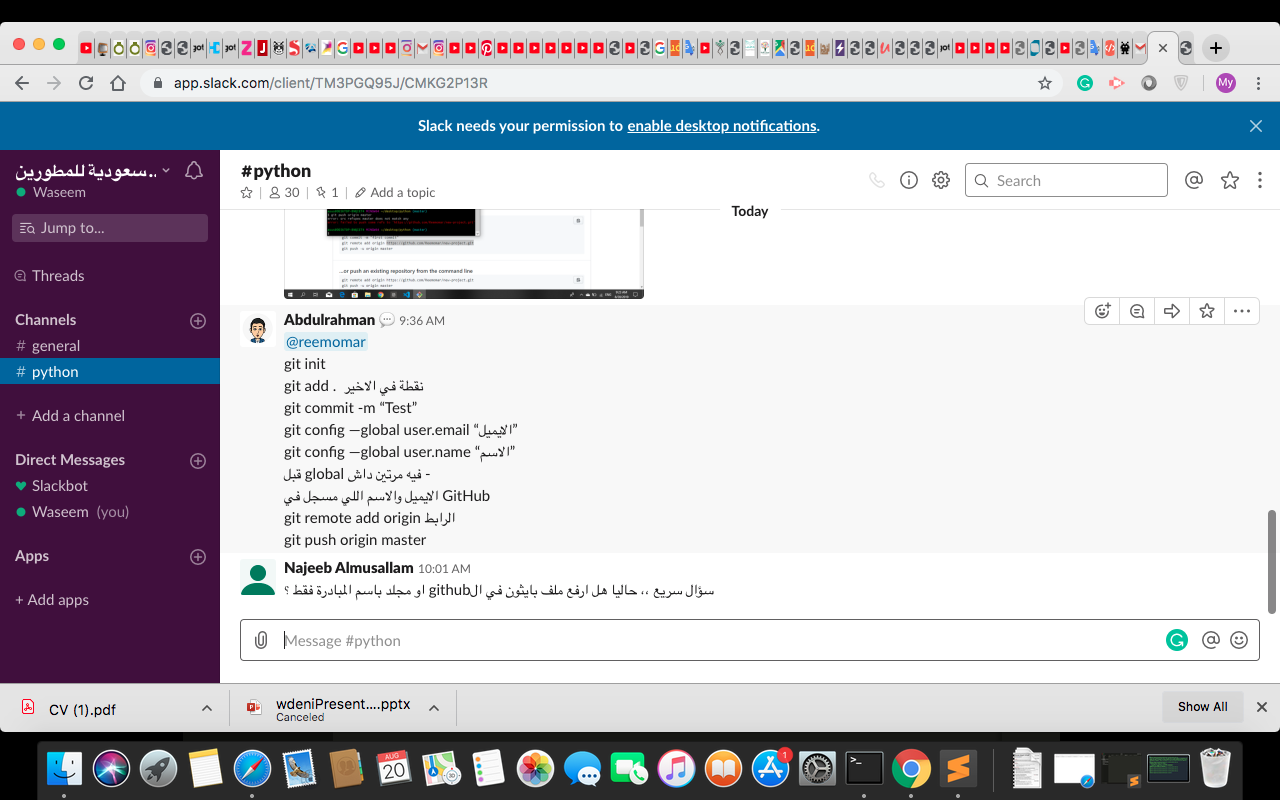 app.slack.com/client/TM3PGQ95J/CMKG2P13R
My
Slack needs your permission to enable desktop notifications.
سعودية للمطورين..
Waseem
Jump to...
Threads
Channels
# general
# python
+ Add a channel
Direct Messages
Slackbot
Waseem (you)
Apps
+ Add apps
#python
30
1
Add a topic
Search
Today
...or push an existing repository from the command line
Abdulrahman 9:36 AM
@reemomar
git init
git add . نقطة في الاخير
git commit -m “Test”
git config —global user.email “الايميل”
git config —global user.name “الاسم”
فيه مرتين داش global قبل -
الايميل والاسم اللي مسجل في GitHub
git remote add origin الرابط
git push origin master
Najeeb Almusallam 10:01 AM
سؤال سريع ،، حاليا هل ارفع ملف بايثون في الgithub او مجلد باسم المبادرة فقط ؟
Message #python
CV (1).pdf
wdeniPresent....pptx
Canceled
Show All
AUG
20
1